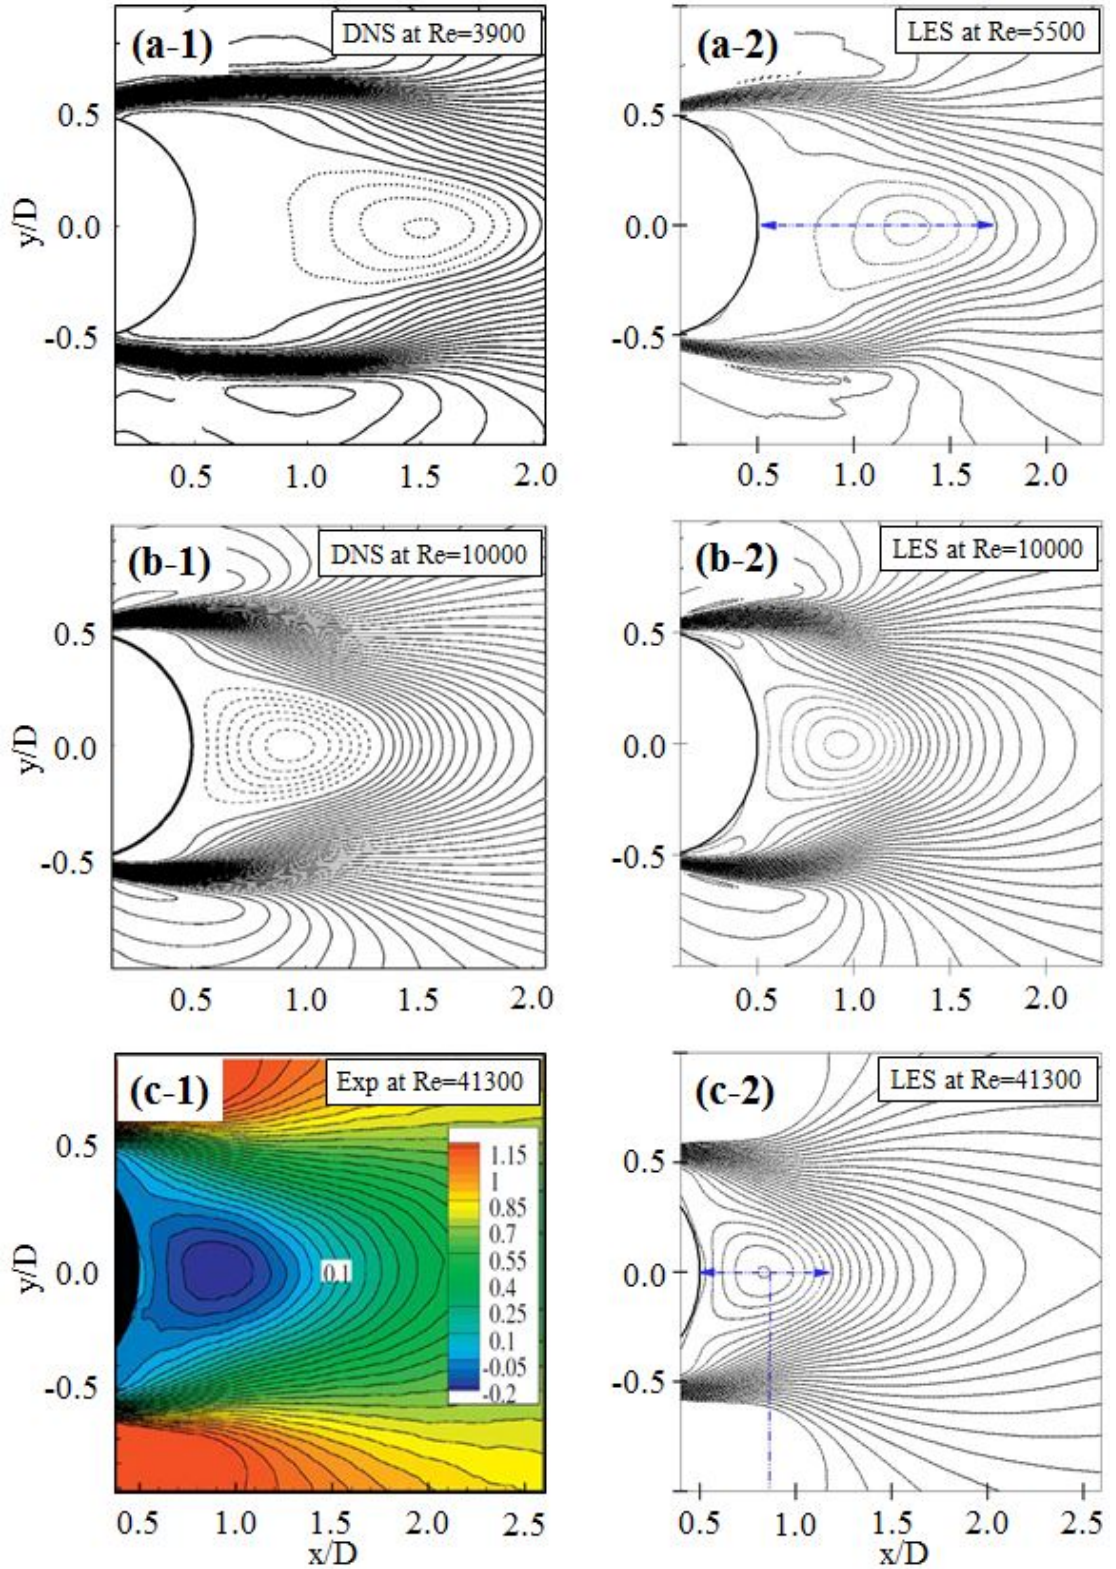 (a-1)
DNS at Re=3900
(a-2)
LES at Re=5500
0.5
0.0
-0.5
y/D
0.5
0.0
-0.5
0.5 1.0 1.5 2.0
0.5 1.0 1.5 2.0
(b-1)
DNS at Re=10000
(b-2)
LES at Re=10000
0.5
0.0
-0.5
y/D
0.5
0.0
-0.5
0.5 1.0 1.5 2.0
0.5 1.0 1.5 2.0
(c-1)
Exp at Re=41300
(c-2)
LES at Re=41300
0.5
0.0
-0.5
y/D
0.1
1.15
1
0.85
0.7
0.55
0.4
0.25
0.1
-0.05
-0.2
0.5
0.0
-0.5
0.5 1.0 1.5 2.0 2.5
x/D
0.5 1.0 1.5 2.0 2.5
x/D